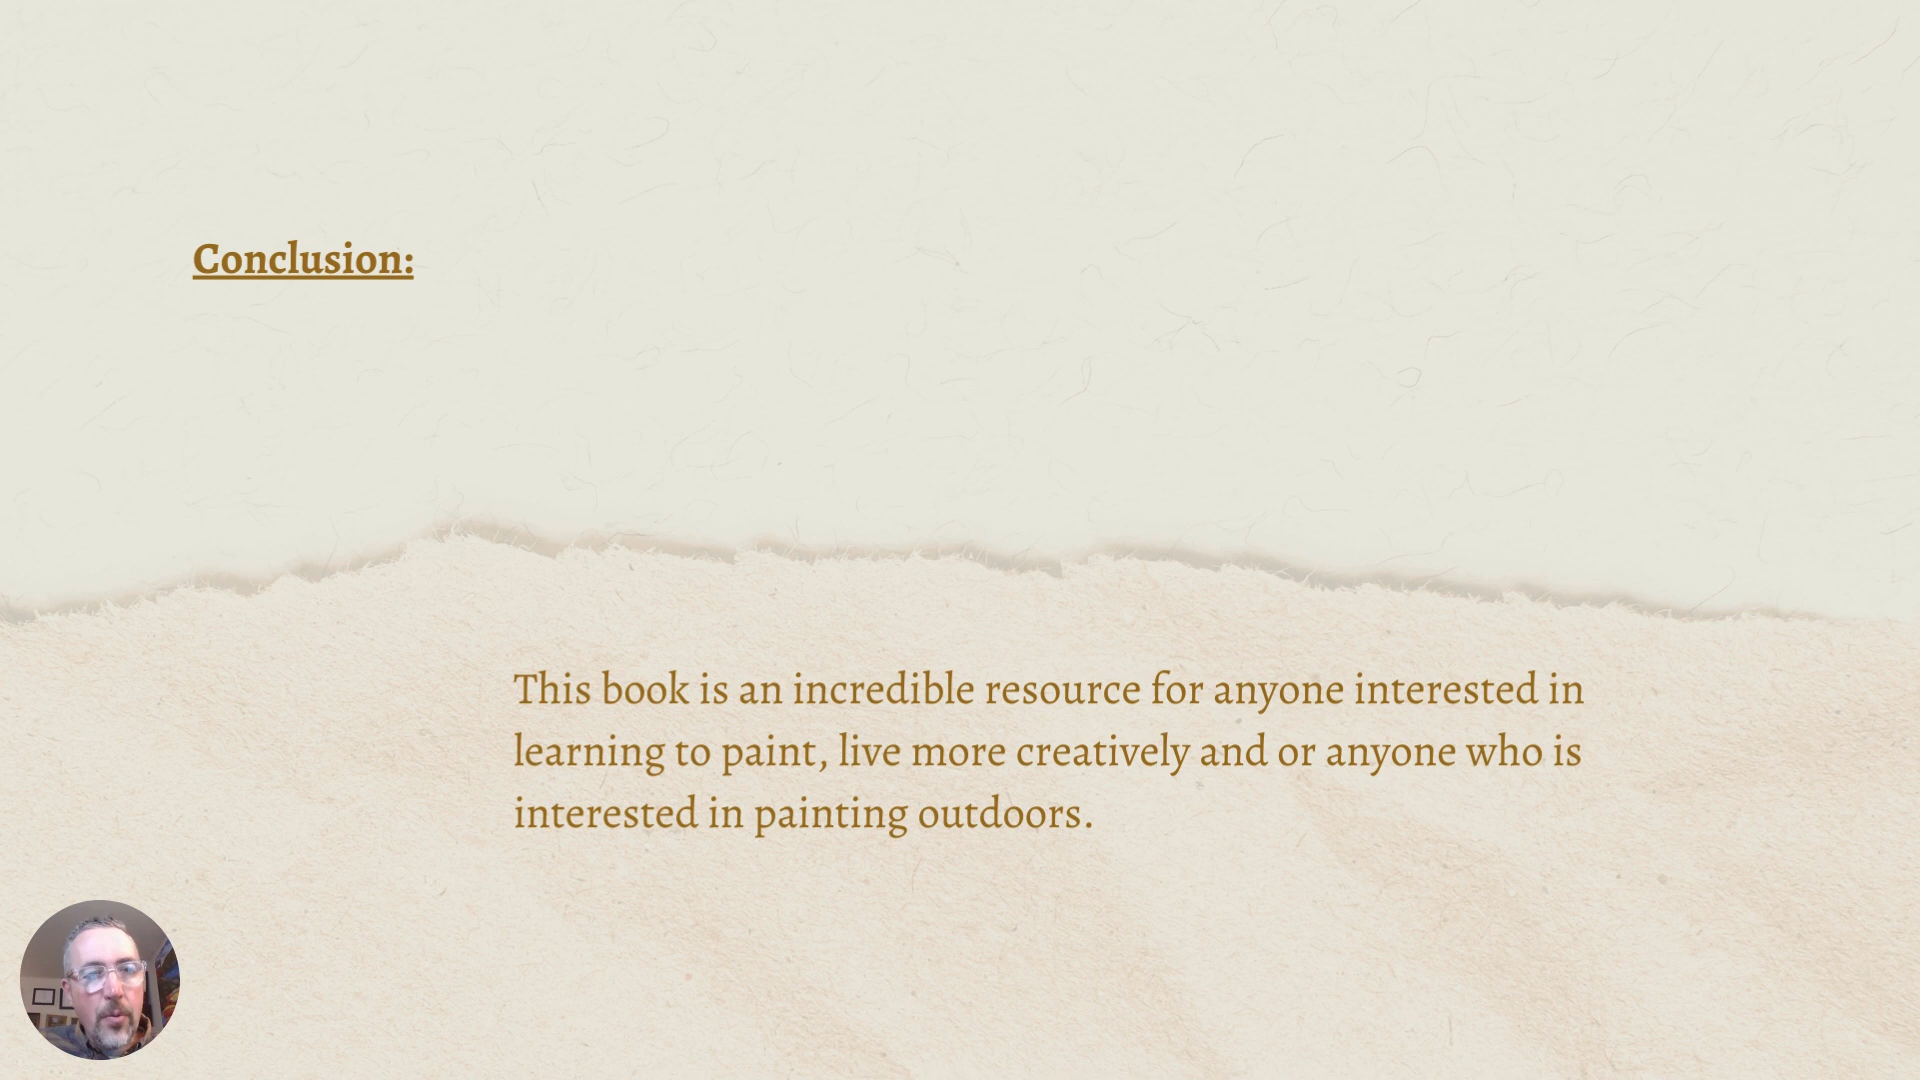 Conclusion:
This book is an incredible resource for anyone interested in
learning to paint, live more creatively and or anyone who is
interested in painting outdoors.